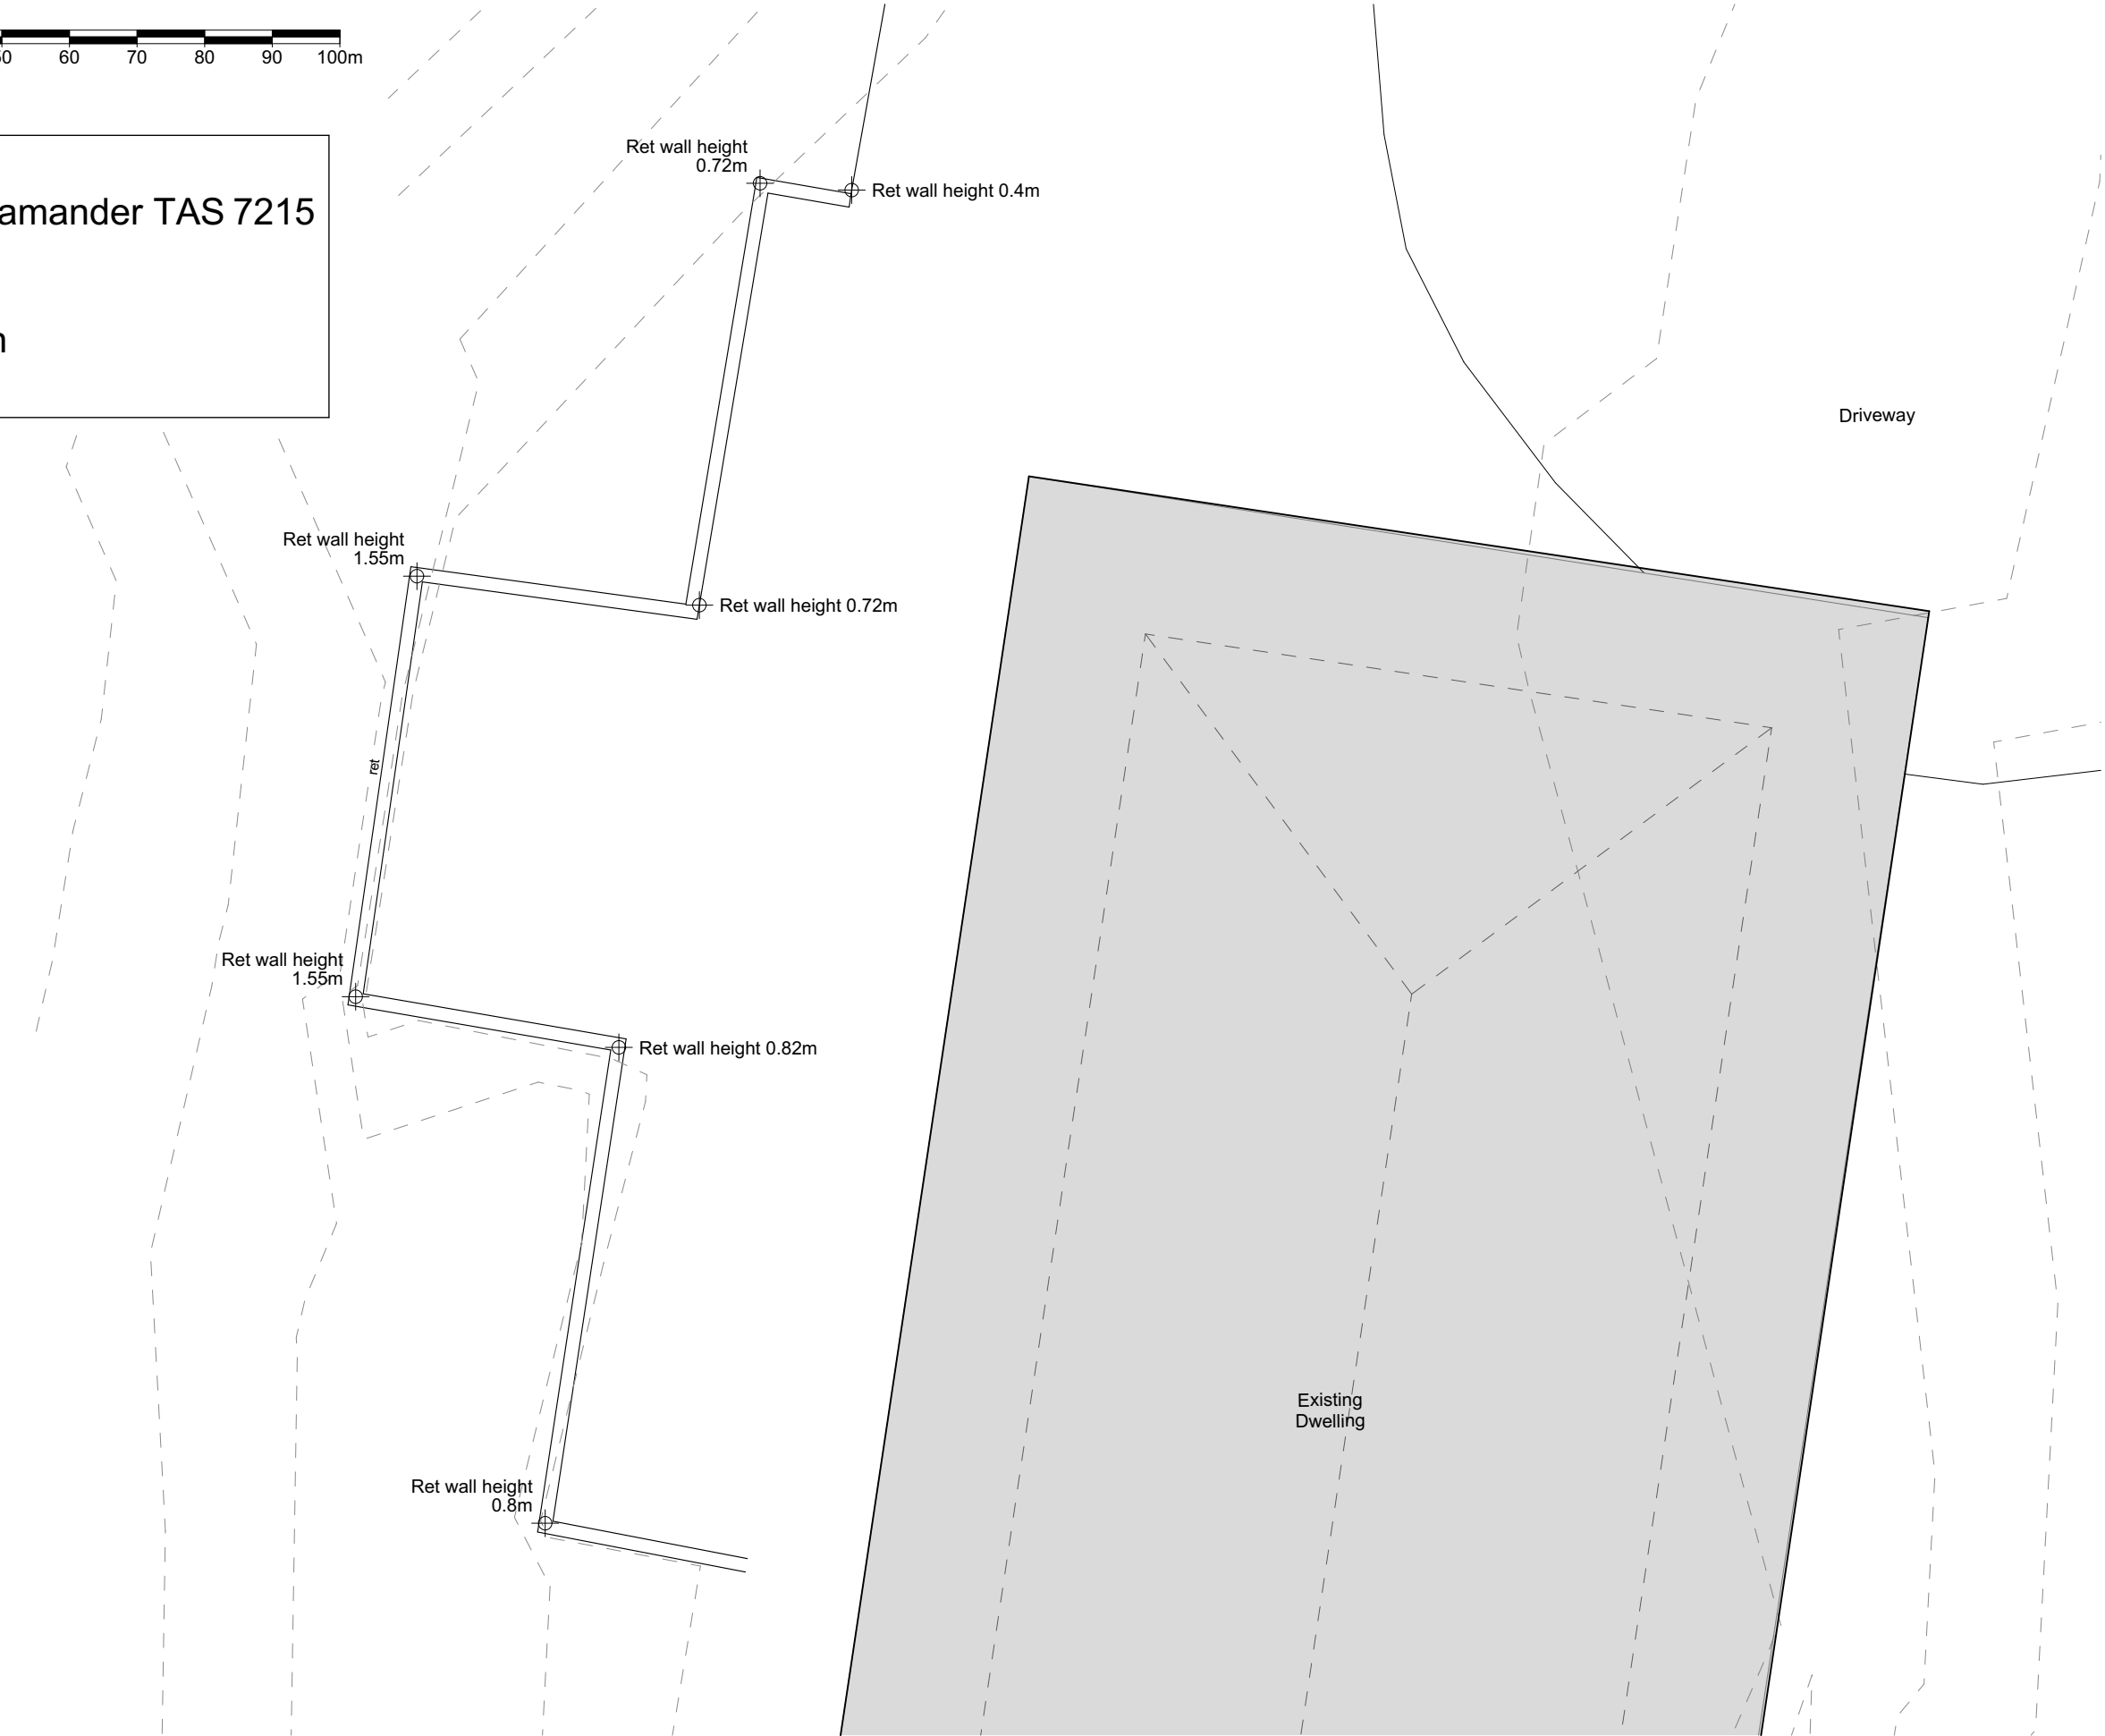 60 70 80 90 100m
TAS 7215
Ret wall height
0.72m
Ret wall height 0.4m
Driveway
Ret wall height
1.55m
Ret wall height 0.72m
ret
Ret wall height
1.55m
Ret wall height 0.82m
Existing
Dwelling
Ret wall height
0.8m